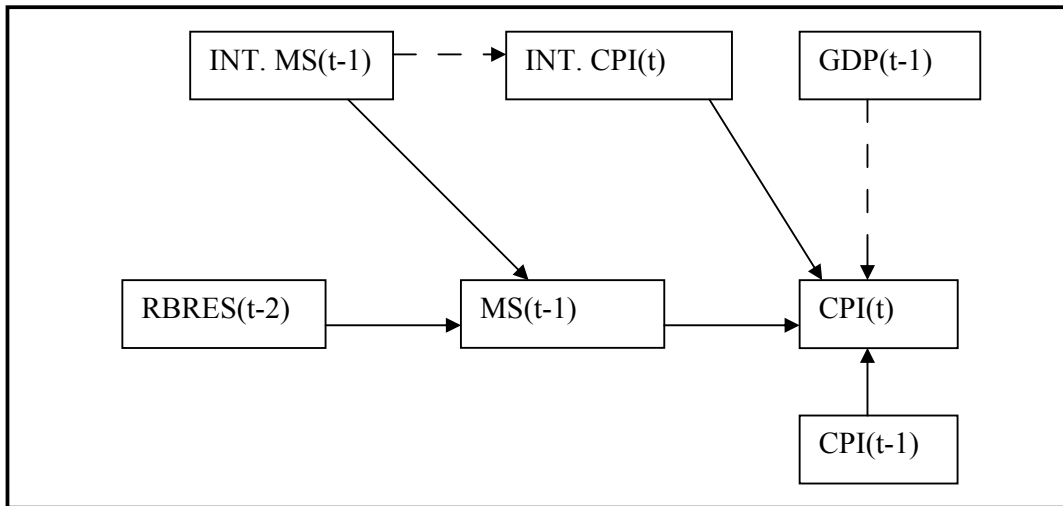 INT. MS(t-1)
INT. CPI(t)
GDP(t-1)
RBRES(t-2)
MS(t-1)
CPI(t)
CPI(t-1)